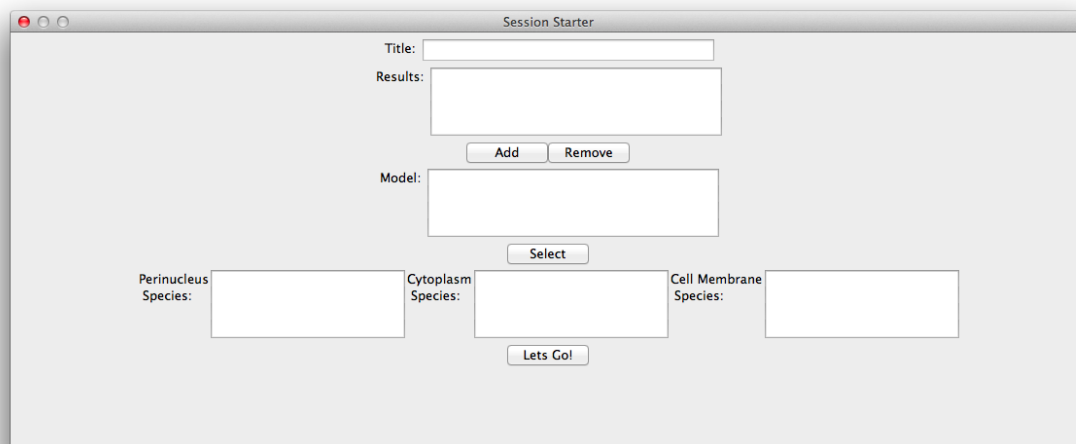 Session Starter
Title:
Results:
Add Remove
Model:
Select
Perinucleus Cytoplasm Cell Membrane
Species: Species: Species:
Lets Go!